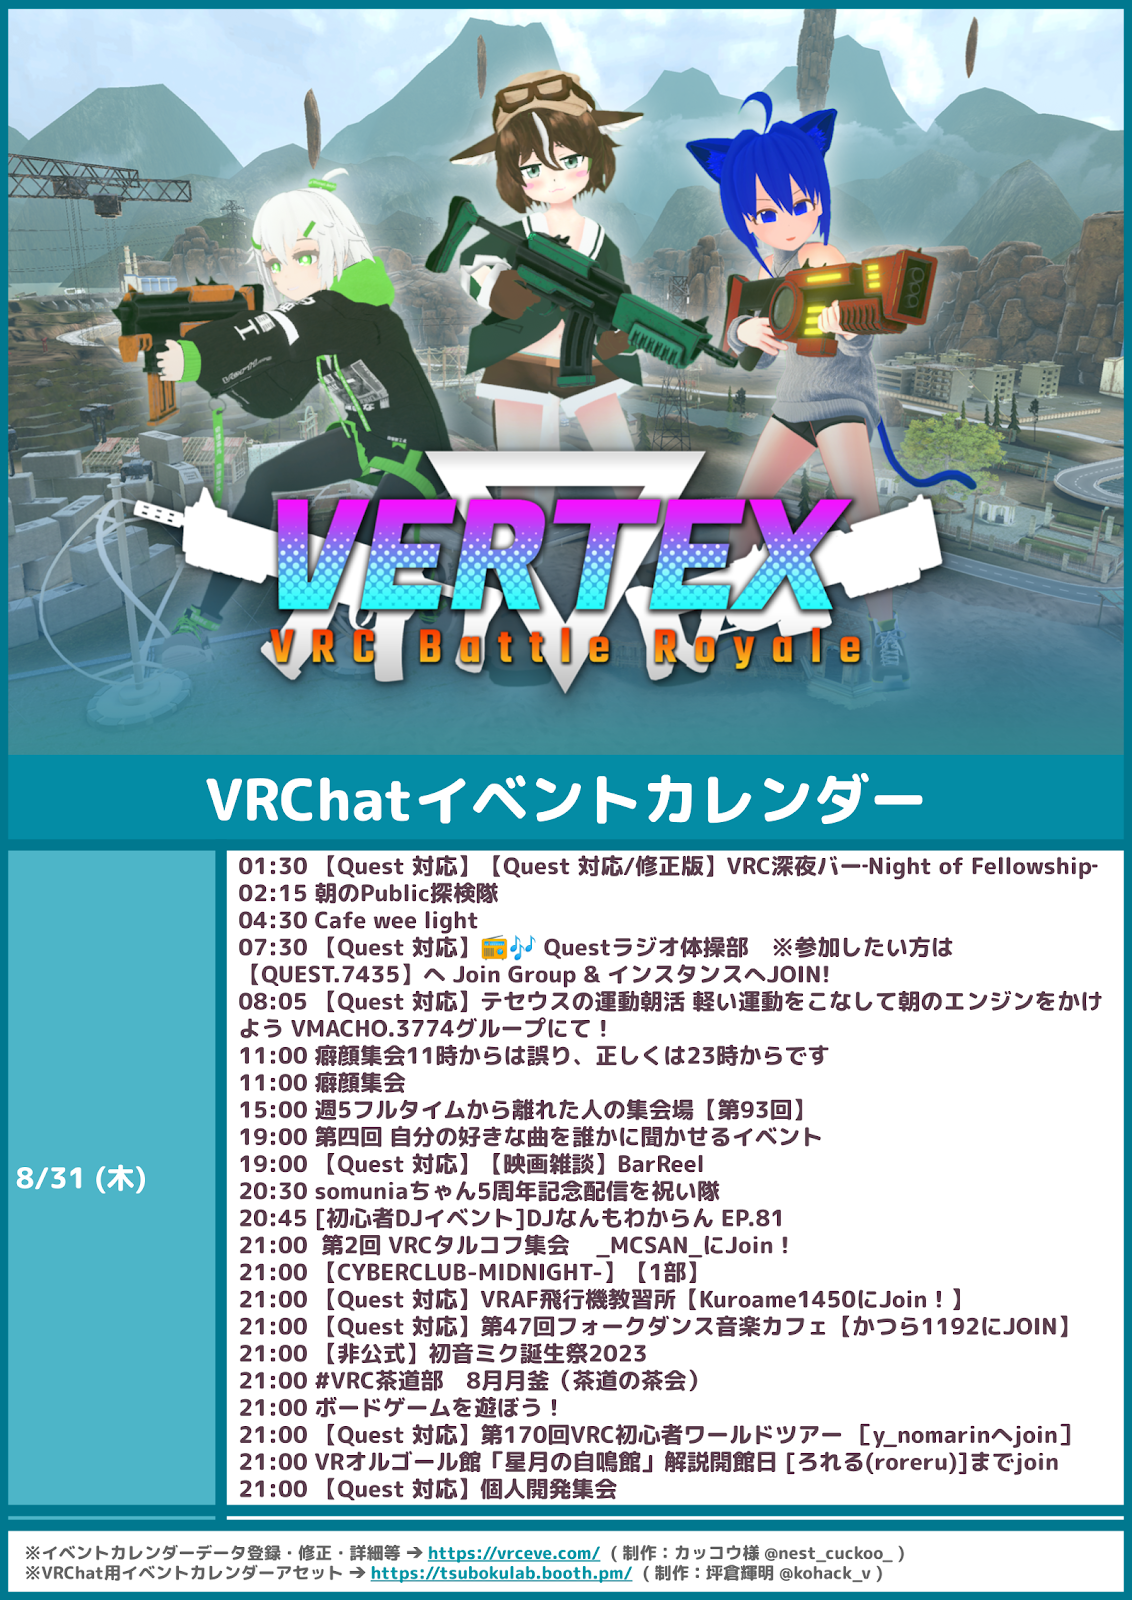 VERTEX
VRC Battle Royale
VRChatイベントカレンダー
8/31 (木)
01:30 【Quest 対応】【Quest 対応/修正版】VRC深夜バー-Night of Fellowship-
02:15 朝のPublic探検隊
04:30 Cafe wee light
07:30 【Quest 対応】📻🎶 Questラジオ体操部　※参加したい方は
【QUEST.7435】へ Join Group & インスタンスへJOIN!
08:05 【Quest 対応】テセウスの運動朝活 軽い運動をこなして朝のエンジンをかけ
よう VMACHO.3774グループにて！
11:00 癖顔集会11時からは誤り、正しくは23時からです
11:00 癖顔集会
15:00 週5フルタイムから離れた人の集会場【第93回】
19:00 第四回 自分の好きな曲を誰かに聞かせるイベント
19:00 【Quest 対応】【映画雑談】BarReel
20:30 somuniaちゃん5周年記念配信を祝い隊
20:45 [初心者DJイベント]DJなんもわからん EP.81
21:00 第2回 VRCタルコフ集会　_MCSAN_にJoin！
21:00 【CYBERCLUB-MIDNIGHT-】【1部】
21:00 【Quest 対応】VRAF飛行機教習所【Kuroame1450にJoin！】
21:00 【Quest 対応】第47回フォークダンス音楽カフェ【かつら1192にJOIN】
21:00 【非公式】初音ミク誕生祭2023
21:00 #VRC茶道部　8月月釜（茶道の茶会）
21:00 ボードゲームを遊ぼう！
21:00 【Quest 対応】第170回VRC初心者ワールドツアー ［y_nomarinへjoin］
21:00 VRオルゴール館「星月の自鳴館」解説開館日 [ろれる(roreru)]までjoin
21:00 【Quest 対応】個人開発集会
※イベントカレンダーデータ登録・修正・詳細等 → https://vrceve.com/ （制作：カッコウ様 @nest_cuckoo_ ）
※VRChat用イベントカレンダーアセット → https://tsubokulab.booth.pm/ （制作：坪倉輝明 @kohack_v ）